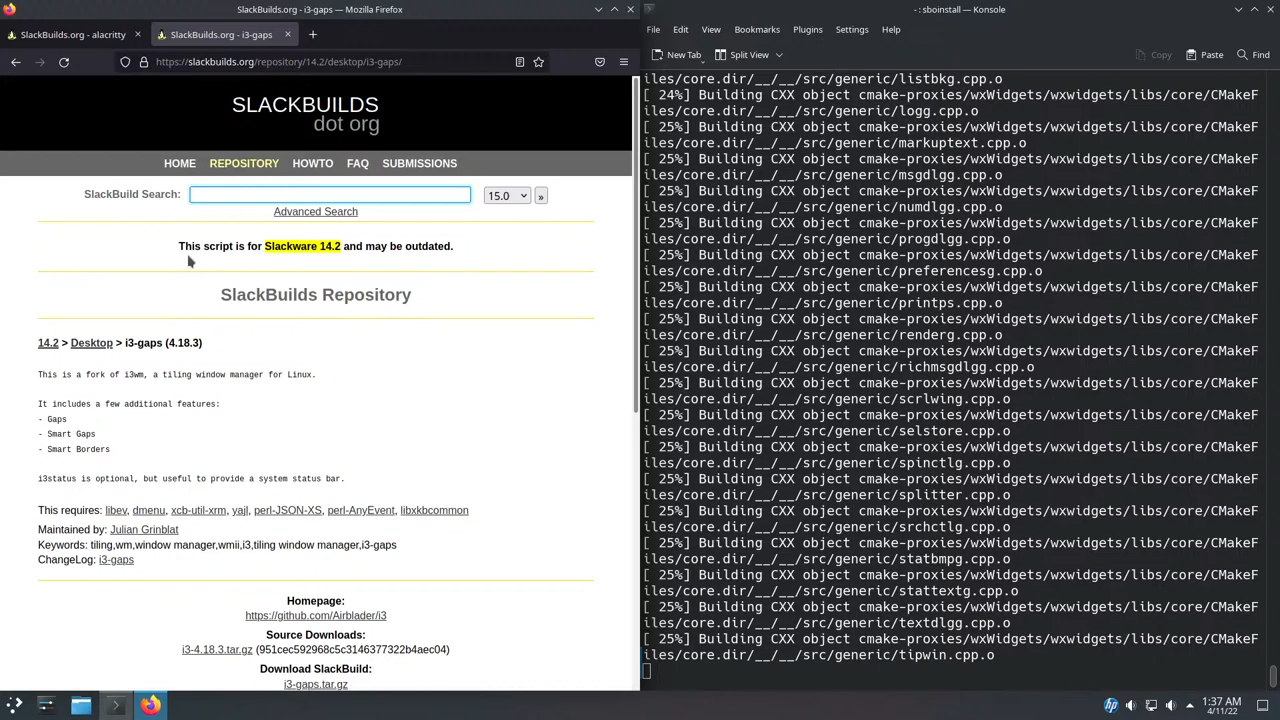 SlackBuilds.org - i3-gaps — Mozilla Firefox
SlackBuilds.org - alacritty
SlackBuilds.org - i3-gaps
https://slackbuilds.org/repository/14.2/desktop/i3-gaps/
SLACKBUILDS
dot org
HOME REPOSITORY HOWTO FAQ SUBMISSIONS
SlackBuild Search: 15.0 »
Advanced Search
This script is for Slackware 14.2 and may be outdated.
SlackBuilds Repository
14.2 > Desktop > i3-gaps (4.18.3)
This is a fork of i3wm, a tiling window manager for Linux.
It includes a few additional features:
- Gaps
- Smart Gaps
- Smart Borders
i3status is optional, but useful to provide a system status bar.
This requires: libev, dmenu, xcb-util-xrm, yajl, perl-JSON-XS, perl-AnyEvent, libxkbcommon
Maintained by: Julian Grinblat
Keywords: tiling,wm,window manager,wmii,i3,tiling window manager,i3-gaps
ChangeLog: i3-gaps
Homepage:
https://github.com/Airblader/i3
Source Downloads:
i3-4.18.3.tar.gz (951cec592968c5c3146377322b4aec04)
Download SlackBuild:
i3-gaps.tar.gz
- : sboinstall — Konsole
File Edit View Bookmarks Plugins Settings Help
New Tab Split View Copy Paste Find
iles/core.dir/__/__/src/generic/listbkg.cpp.o
[ 24%] Building CXX object cmake-proxies/wxWidgets/wxwidgets/libs/core/CMakeF
iles/core.dir/__/__/src/generic/logg.cpp.o
[ 25%] Building CXX object cmake-proxies/wxWidgets/wxwidgets/libs/core/CMakeF
iles/core.dir/__/__/src/generic/markuptext.cpp.o
[ 25%] Building CXX object cmake-proxies/wxWidgets/wxwidgets/libs/core/CMakeF
iles/core.dir/__/__/src/generic/msgdlgg.cpp.o
[ 25%] Building CXX object cmake-proxies/wxWidgets/wxwidgets/libs/core/CMakeF
iles/core.dir/__/__/src/generic/numdlgg.cpp.o
[ 25%] Building CXX object cmake-proxies/wxWidgets/wxwidgets/libs/core/CMakeF
iles/core.dir/__/__/src/generic/progdlgg.cpp.o
[ 25%] Building CXX object cmake-proxies/wxWidgets/wxwidgets/libs/core/CMakeF
iles/core.dir/__/__/src/generic/preferencesg.cpp.o
[ 25%] Building CXX object cmake-proxies/wxWidgets/wxwidgets/libs/core/CMakeF
iles/core.dir/__/__/src/generic/printps.cpp.o
[ 25%] Building CXX object cmake-proxies/wxWidgets/wxwidgets/libs/core/CMakeF
iles/core.dir/__/__/src/generic/renderg.cpp.o
[ 25%] Building CXX object cmake-proxies/wxWidgets/wxwidgets/libs/core/CMakeF
iles/core.dir/__/__/src/generic/richmsgdlgg.cpp.o
[ 25%] Building CXX object cmake-proxies/wxWidgets/wxwidgets/libs/core/CMakeF
iles/core.dir/__/__/src/generic/scrlwing.cpp.o
[ 25%] Building CXX object cmake-proxies/wxWidgets/wxwidgets/libs/core/CMakeF
iles/core.dir/__/__/src/generic/selstore.cpp.o
[ 25%] Building CXX object cmake-proxies/wxWidgets/wxwidgets/libs/core/CMakeF
iles/core.dir/__/__/src/generic/spinctlg.cpp.o
[ 25%] Building CXX object cmake-proxies/wxWidgets/wxwidgets/libs/core/CMakeF
iles/core.dir/__/__/src/generic/splitter.cpp.o
[ 25%] Building CXX object cmake-proxies/wxWidgets/wxwidgets/libs/core/CMakeF
iles/core.dir/__/__/src/generic/srchctlg.cpp.o
[ 25%] Building CXX object cmake-proxies/wxWidgets/wxwidgets/libs/core/CMakeF
iles/core.dir/__/__/src/generic/statbmpg.cpp.o
[ 25%] Building CXX object cmake-proxies/wxWidgets/wxwidgets/libs/core/CMakeF
iles/core.dir/__/__/src/generic/stattextg.cpp.o
[ 25%] Building CXX object cmake-proxies/wxWidgets/wxwidgets/libs/core/CMakeF
iles/core.dir/__/__/src/generic/textdlgg.cpp.o
[ 25%] Building CXX object cmake-proxies/wxWidgets/wxwidgets/libs/core/CMakeF
iles/core.dir/__/__/src/generic/tipwin.cpp.o
hp
1:37 AM
4/11/22